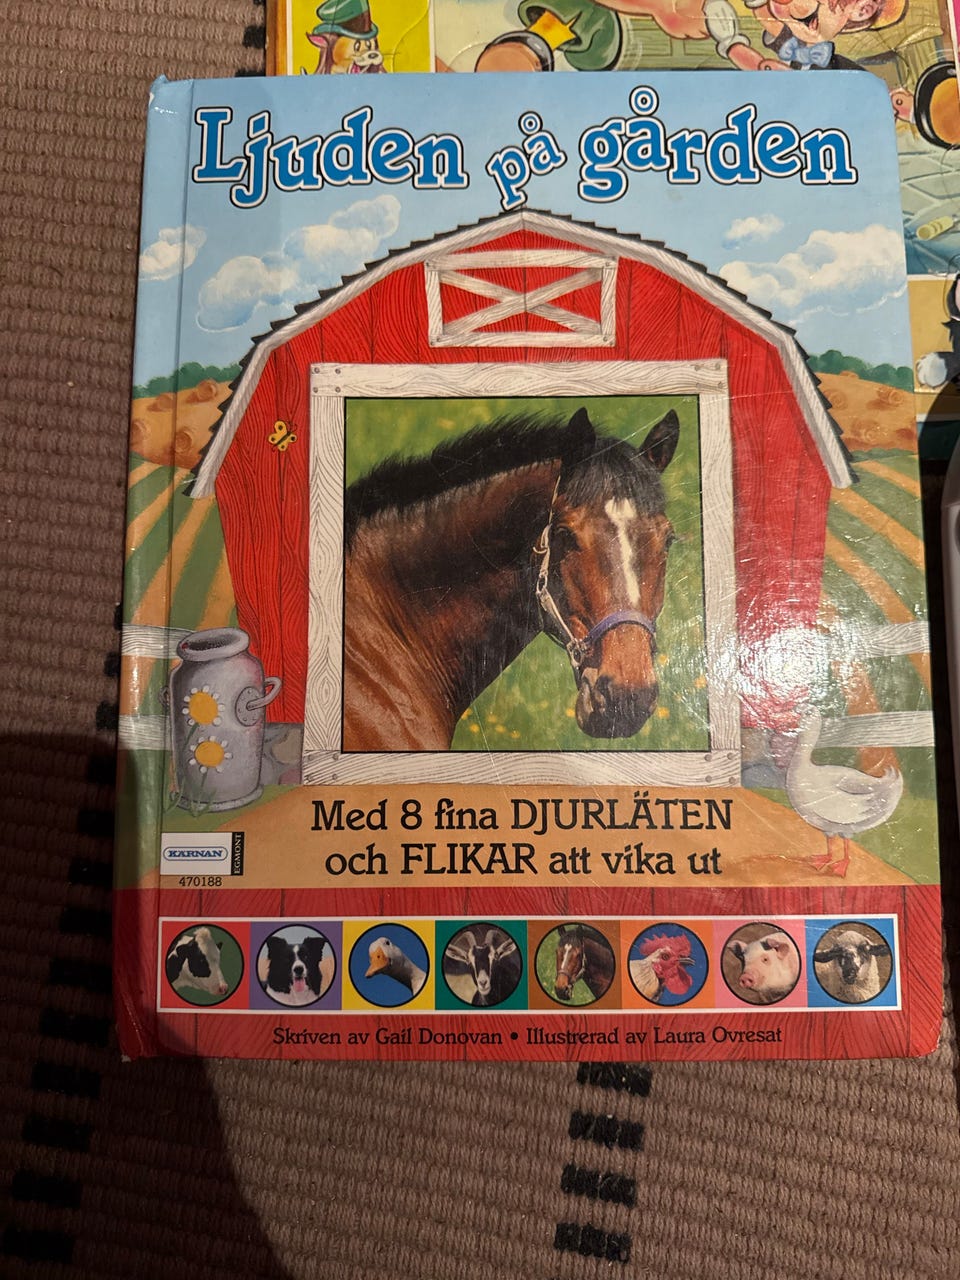 Ljuden på gården
Med 8 fina DJURLÄTEN
och FLIKAR att vika ut
KÄRNAN
EGMONT
470188
Skriven av Gail Donovan • Illustrerad av Laura Ovresat